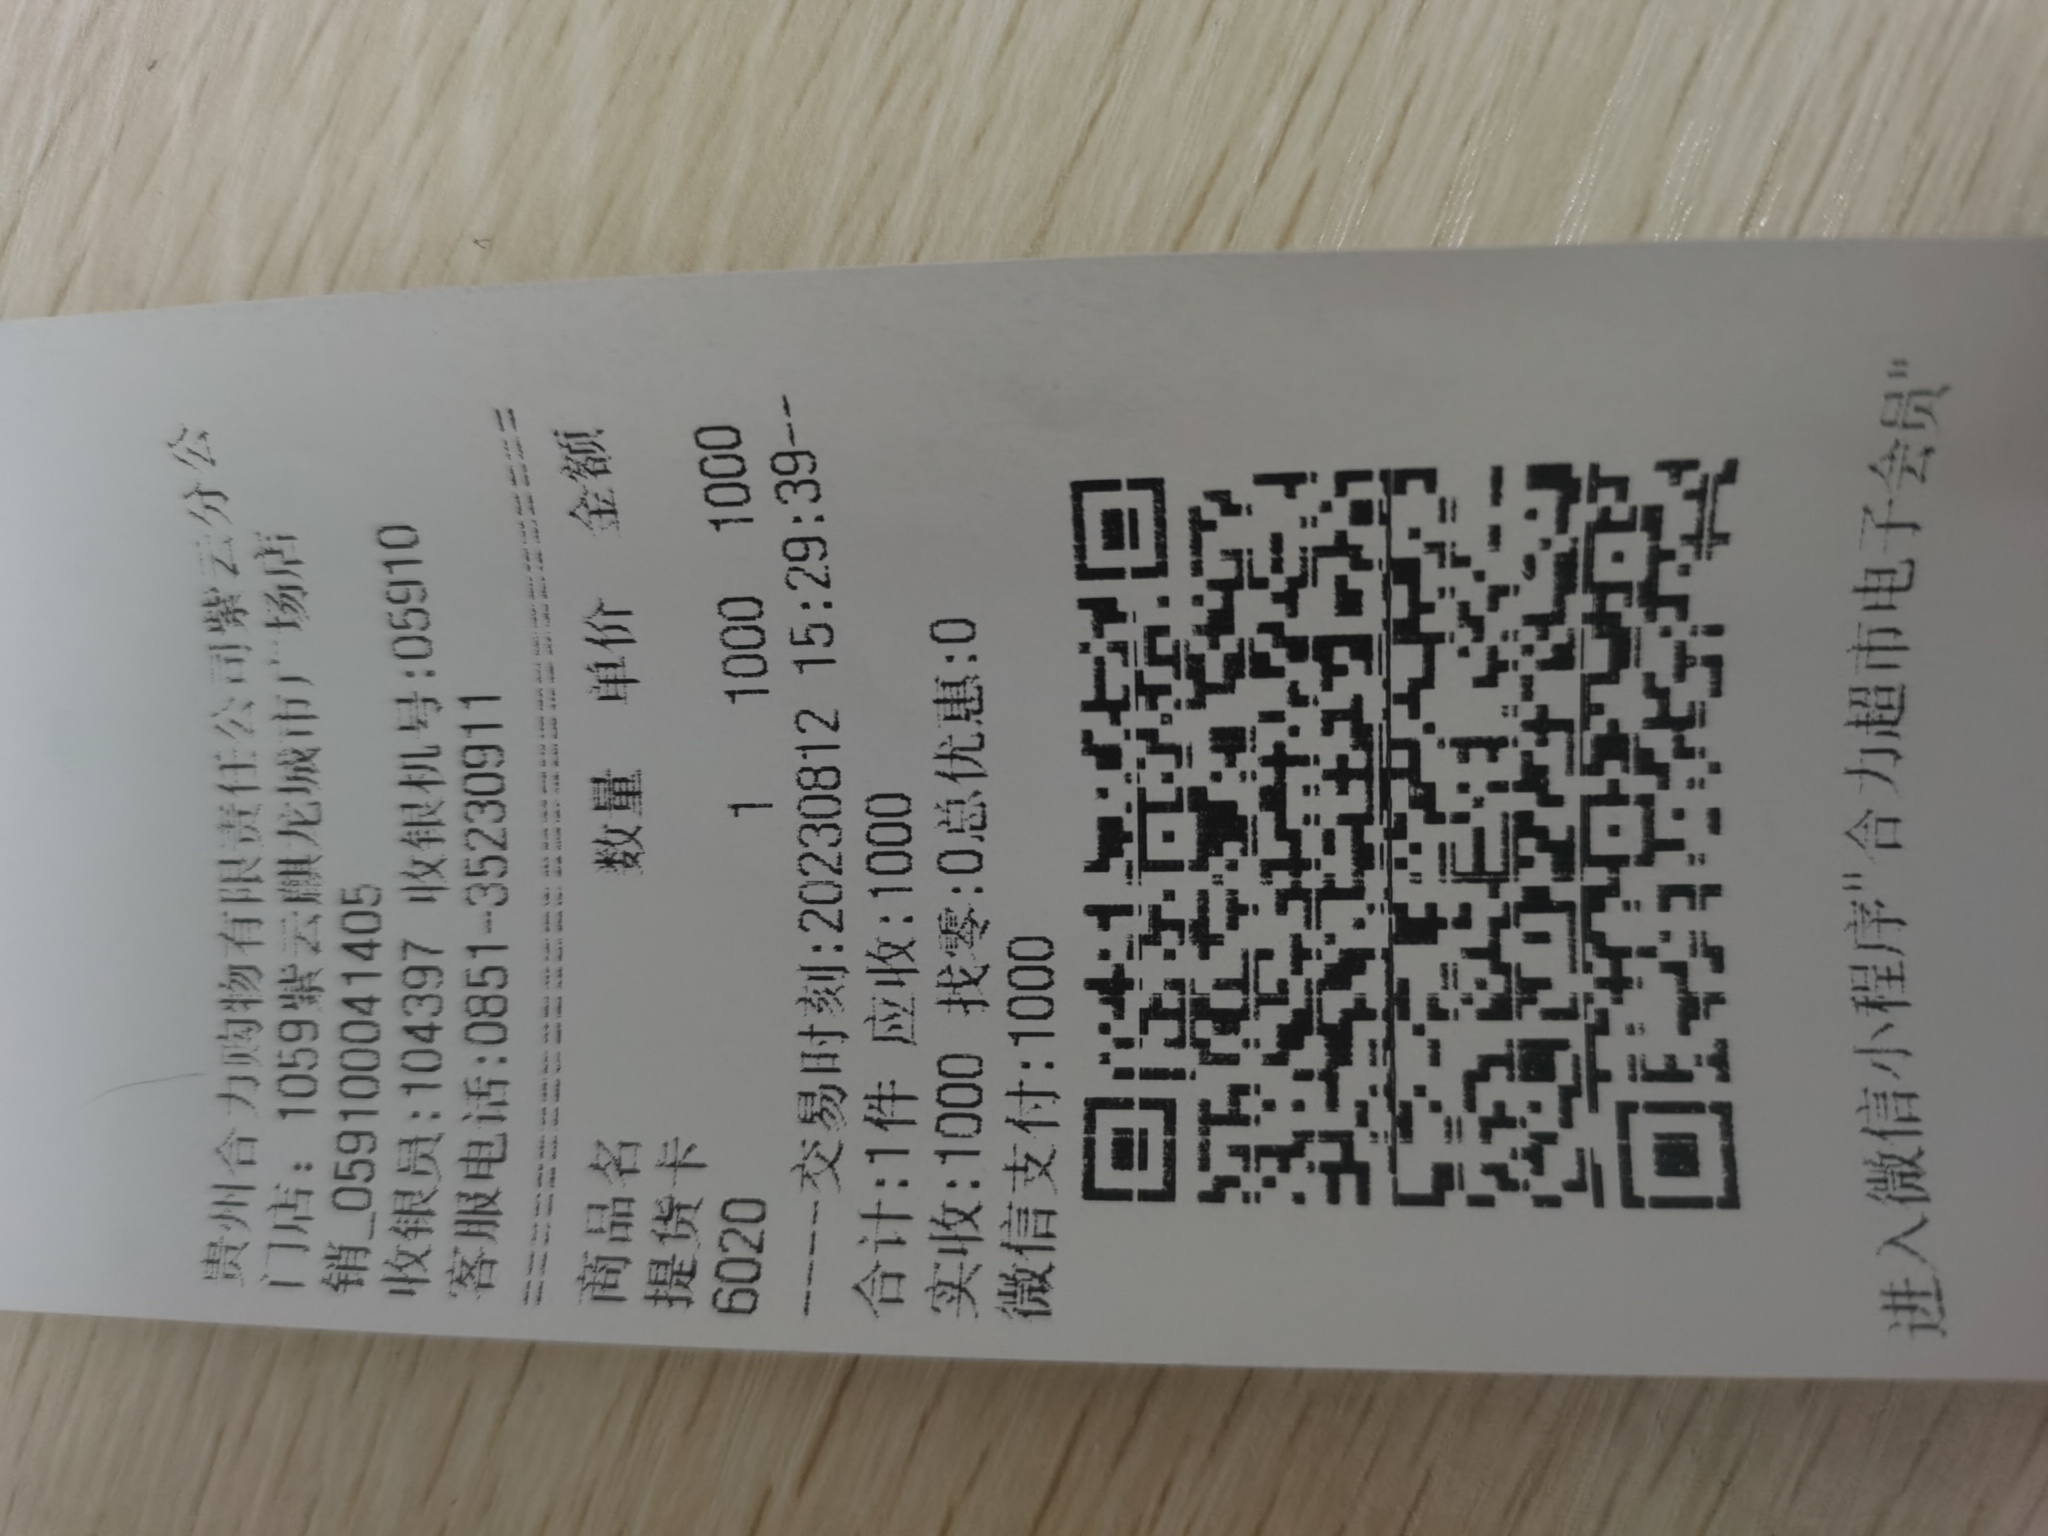 贵州合力购物有限责任公司紫云分公
门店: 1059紫云麒龙城市广场店
销_059100041405
收银员:104397 收银机号:059910
客服电话:0851-35230911
商品名 数量 单价 金额
提货卡
6020 1 1000 1000
-----交易时刻:20230812 15:29:39--
合计:1件 应收:1000
实收:1000 找零:0总优惠:0
微信支付:1000
进入微信小程序"合力超市电子会员"